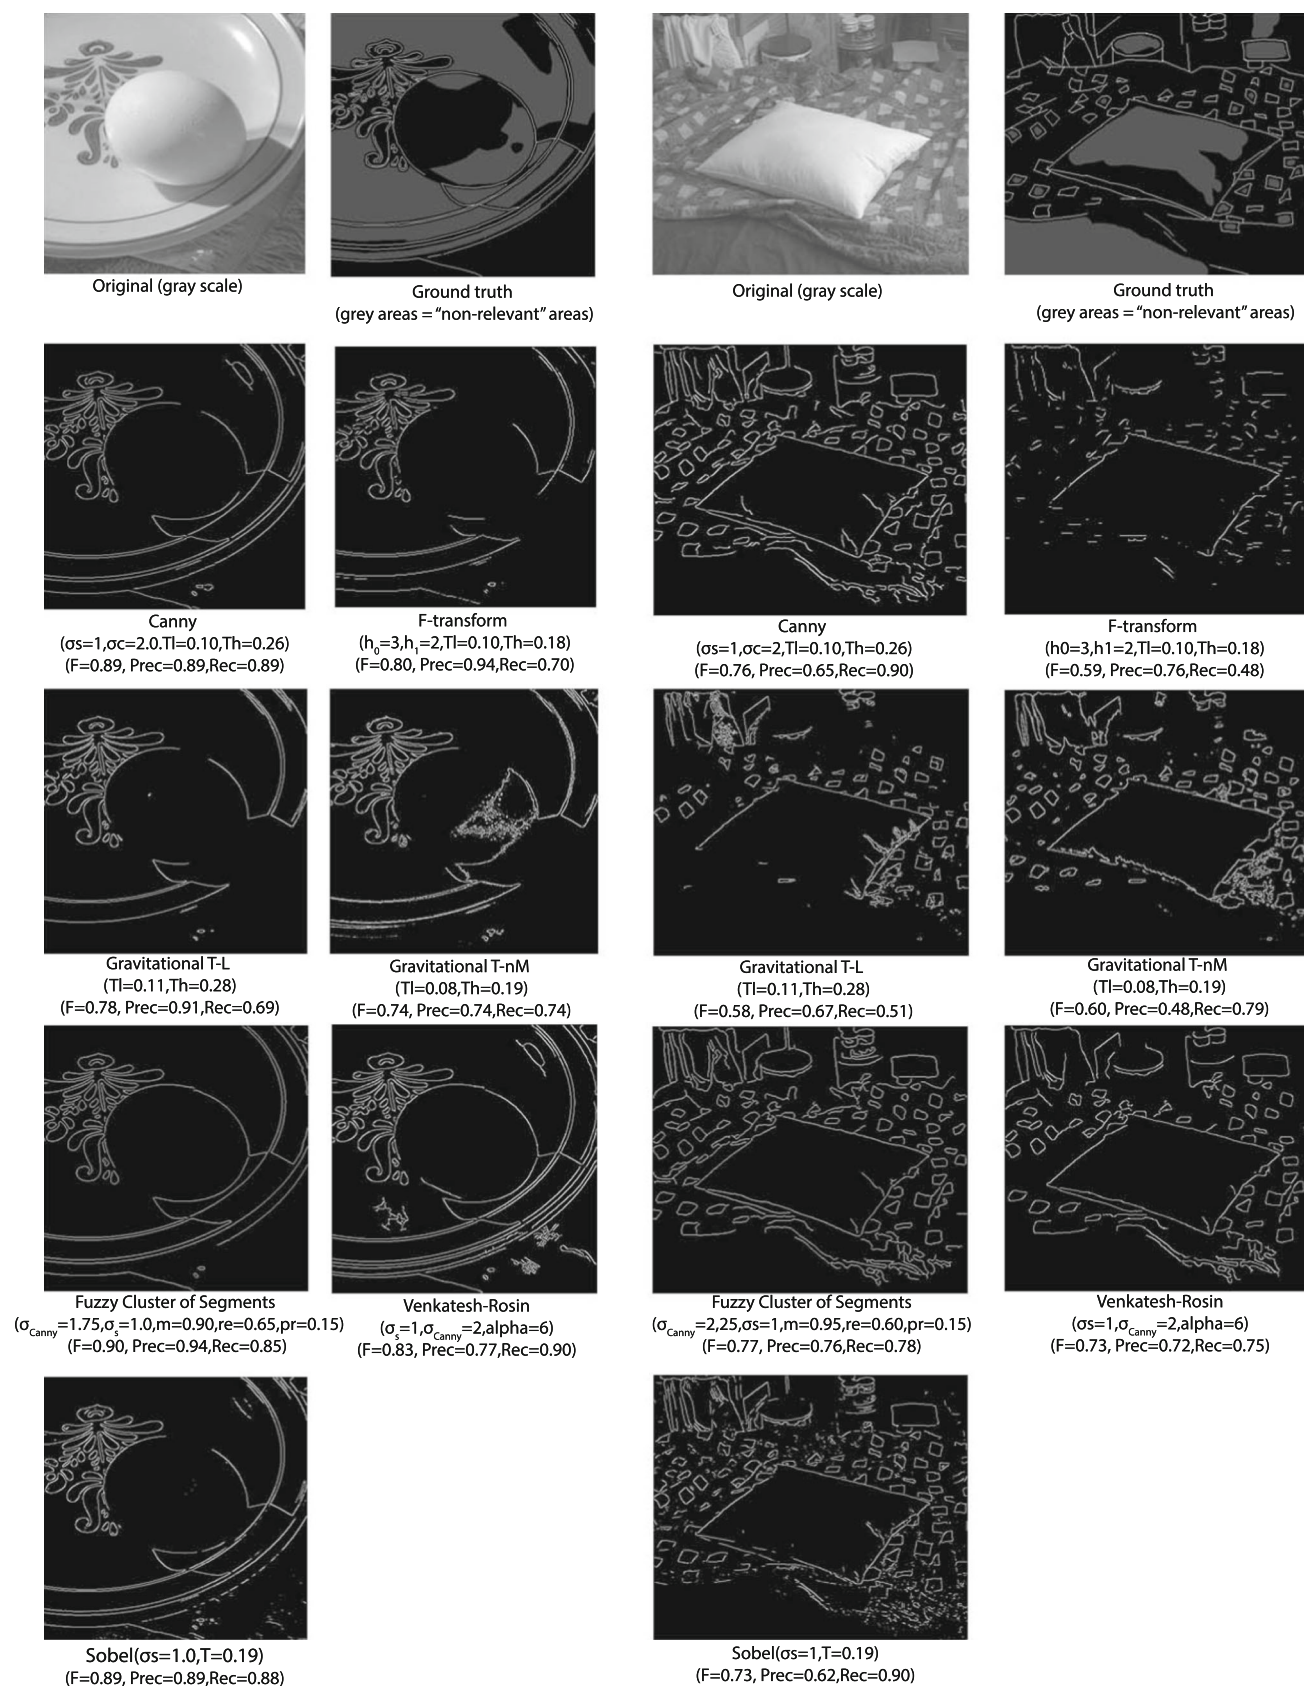 Original (gray scale)
Ground truth
(grey areas = “non-relevant” areas)
Original (gray scale)
Ground truth
(grey areas = “non-relevant” areas)
Canny
(σs=1,σc=2.0.Tl=0.10,Th=0.26)
(F=0.89, Prec=0.89,Rec=0.89)
F-transform
(h₀=3,h₁=2,Tl=0.10,Th=0.18)
(F=0.80, Prec=0.94,Rec=0.70)
Canny
(σs=1,σc=2,Tl=0.10,Th=0.26)
(F=0.76, Prec=0.65,Rec=0.90)
F-transform
(h0=3,h1=2,Tl=0.10,Th=0.18)
(F=0.59, Prec=0.76,Rec=0.48)
Gravitational T-L
(Tl=0.11,Th=0.28)
(F=0.78, Prec=0.91,Rec=0.69)
Gravitational T-nM
(Tl=0.08,Th=0.19)
(F=0.74, Prec=0.74,Rec=0.74)
Gravitational T-L
(Tl=0.11,Th=0.28)
(F=0.58, Prec=0.67,Rec=0.51)
Gravitational T-nM
(Tl=0.08,Th=0.19)
(F=0.60, Prec=0.48,Rec=0.79)
Fuzzy Cluster of Segments
(σCanny=1.75,σs=1.0,m=0.90,re=0.65,pr=0.15)
(F=0.90, Prec=0.94,Rec=0.85)
Venkatesh-Rosin
(σs=1,σCanny=2,alpha=6)
(F=0.83, Prec=0.77,Rec=0.90)
Fuzzy Cluster of Segments
(σCanny=2,25,σs=1,m=0.95,re=0.60,pr=0.15)
(F=0.77, Prec=0.76,Rec=0.78)
Venkatesh-Rosin
(σs=1,σCanny=2,alpha=6)
(F=0.73, Prec=0.72,Rec=0.75)
Sobel(σs=1.0,T=0.19)
(F=0.89, Prec=0.89,Rec=0.88)
Sobel(σs=1,T=0.19)
(F=0.73, Prec=0.62,Rec=0.90)